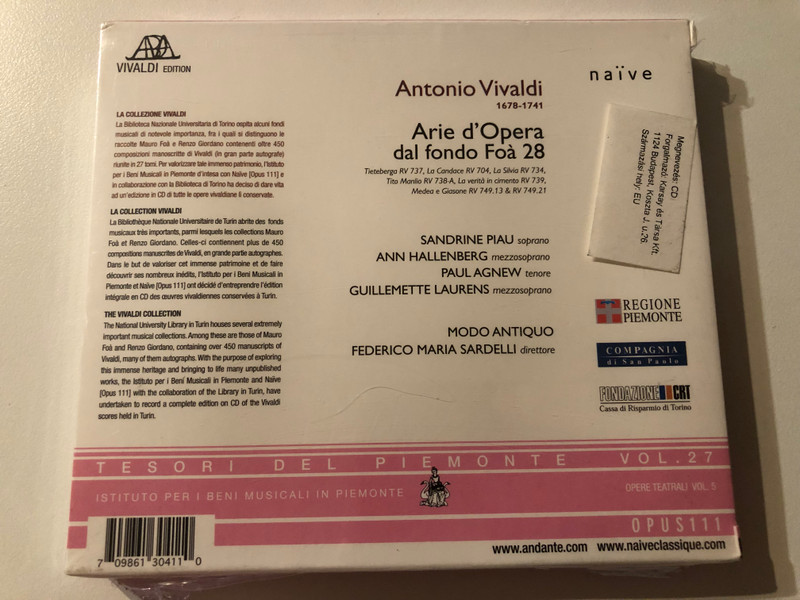 VIVALDI EDITION
LA COLLEZIONE VIVALDI
La Biblioteca Nazionale Universitaria di Torino ospita alcuni fondi
musicali di notevole importanza, fra i quali si distinguono le
raccolte Mauro Foà e Renzo Giordano contenenti oltre 450
composizioni manoscritte di Vivaldi (in gran parte autografe)
riunite in 27 tomi. Per valorizzare tale immenso patrimonio, l'Istituto
per i Beni Musicali in Piemonte d'intesa con Naïve [Opus 111] e
in collaborazione con la Biblioteca di Torino ha deciso di dare vita
ad un'edizione in CD di tutte le opere vivaldiane lì conservate.
LA COLLECTION VIVALDI
La Bibliothèque Nationale Universitaire de Turin abrite des fonds
musicaux très importants, parmi lesquels les collections Mauro
Foà et Renzo Giordano. Celles-ci contiennent plus de 450
compositions manuscrites de Vivaldi, en grande partie autographes.
Dans le but de valoriser cet immense patrimoine et de faire
découvrir ses nombreux inédits, l'Istituto per i Beni Musicali in
Piemonte et Naïve [Opus 111] ont décidé d'entreprendre l'édition
intégrale en CD des œuvres vivaldiennes conservées à Turin.
THE VIVALDI COLLECTION
The National University Library in Turin houses several extremely
important musical collections. Among these are those of Mauro
Foà and Renzo Giordano, containing over 450 manuscripts of
Vivaldi, many of them autographs. With the purpose of exploring
this immense heritage and bringing to life many unpublished
works, the Istituto per i Beni Musicali in Piemonte and Naïve
[Opus 111] with the collaboration of the Library in Turin, have
undertaken to record a complete edition on CD of the Vivaldi
scores held in Turin.
Antonio Vivaldi
1678-1741
Arie d'Opera
dal fondo Foà 28
Tieteberga RV 737, La Candace RV 704, La Silvia RV 734,
Tito Manlio RV 738 A, La verità in cimento RV 739,
Medea e Giasone RV 749.13 & RV 749.21
SANDRINE PIAU soprano
ANN HALLENBERG mezzosoprano
PAUL AGNEW tenore
GUILLEMETTE LAURENS mezzosoprano
MODO ANTIQUO
FEDERICO MARIA SARDELLI direttore
naïve
Megnevezés: CD
Forgalmazó: Karsay és Társa Kft.
1124 Budapest, Koszta J. u.26.
Származási hely: EU
REGIONE
PIEMONTE
COMPAGNIA
di San Paolo
FONDAZIONE CRT
Cassa di Risparmio di Torino
TESORI DEL PIEMONTE VOL.27
ISTITUTO PER I BENI MUSICALI IN PIEMONTE
OPERE TEATRALI VOL. 5
OPUS111
7 09861 30411 0
www.andante.com www.naiveclassique.com